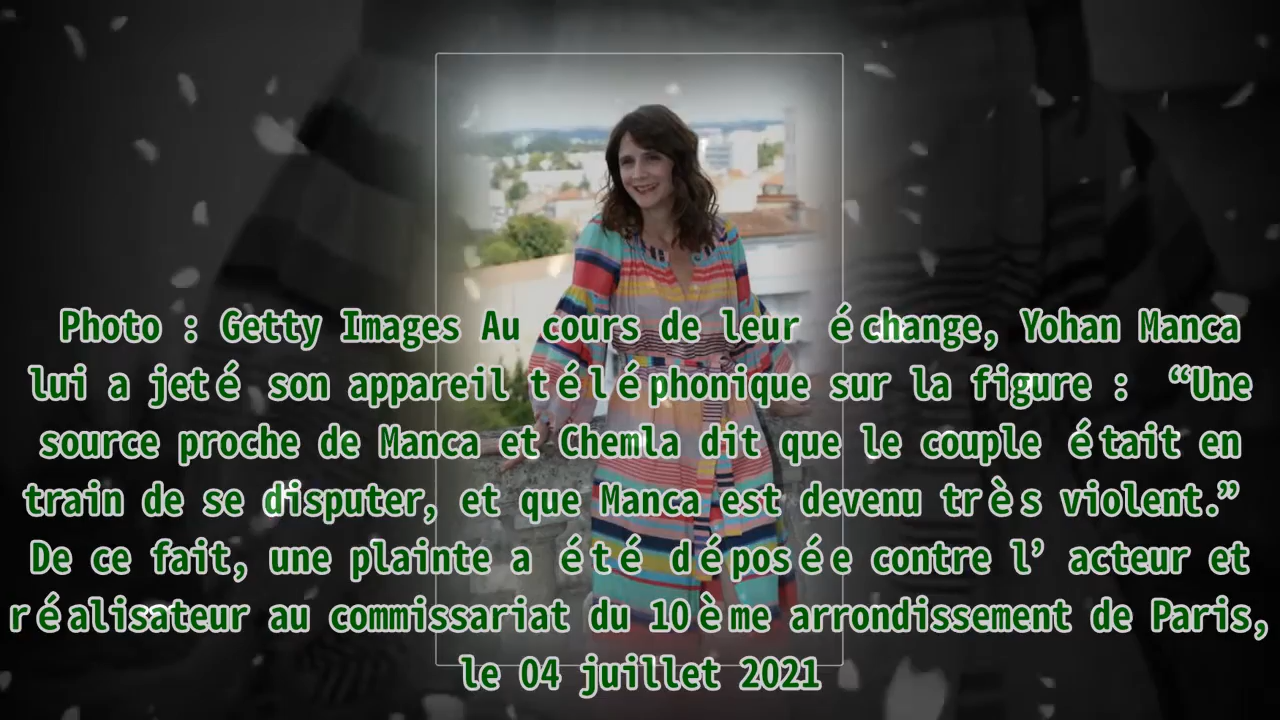 Photo : Getty Images Au cours de leur échange, Yohan Manca
lui a jeté son appareil téléphonique sur la figure : “Une
source proche de Manca et Chemla dit que le couple était en
train de se disputer, et que Manca est devenu très violent.”
De ce fait, une plainte a été déposée contre l’ acteur et
réalisateur au commissariat du 10ème arrondissement de Paris,
le 04 juillet 2021